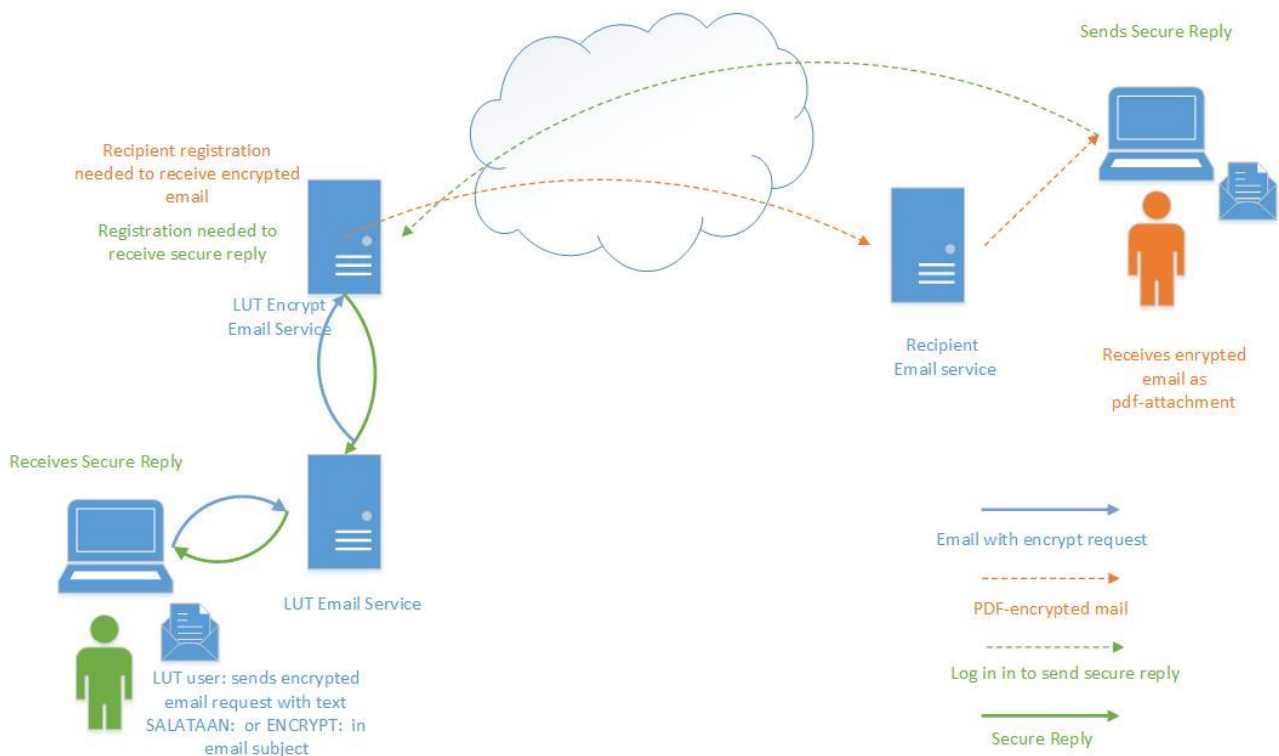 Sends Secure Reply
Recipient registration
needed to receive encrypted
email
Registration needed to
receive secure reply
LUT Encrypt
Email Service
Recipient
Email service
Receives enrypted
email as
pdf-attachment
Receives Secure Reply
LUT Email Service
LUT user: sends encrypted
email request with text
SALATAAN: or ENCRYPT: in
email subject
Email with encrypt request
PDF-encrypted mail
Log in in to send secure reply
Secure Reply